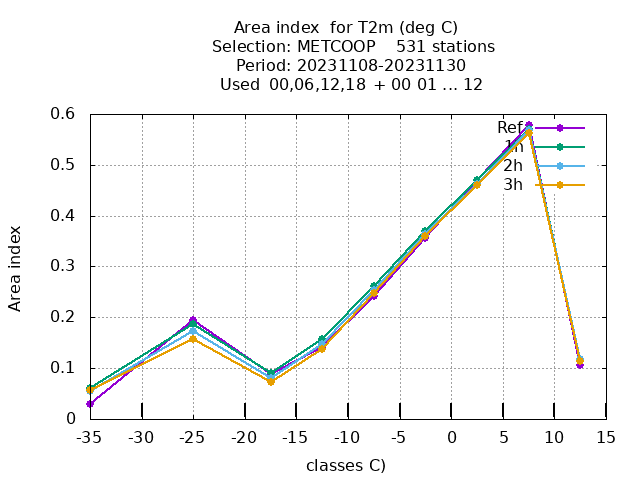 Area index  for T2m (deg C)
Selection: METCOOP    531 stations
Period: 20231108-20231130
Used  00,06,12,18  + 00 01 ... 12
0.6
0.5
0.4
0.3
0.2
0.1
0
Area index
Ref
1h
2h
3h
-35 -30 -25 -20 -15 -10 -5 0 5 10 15
classes C)